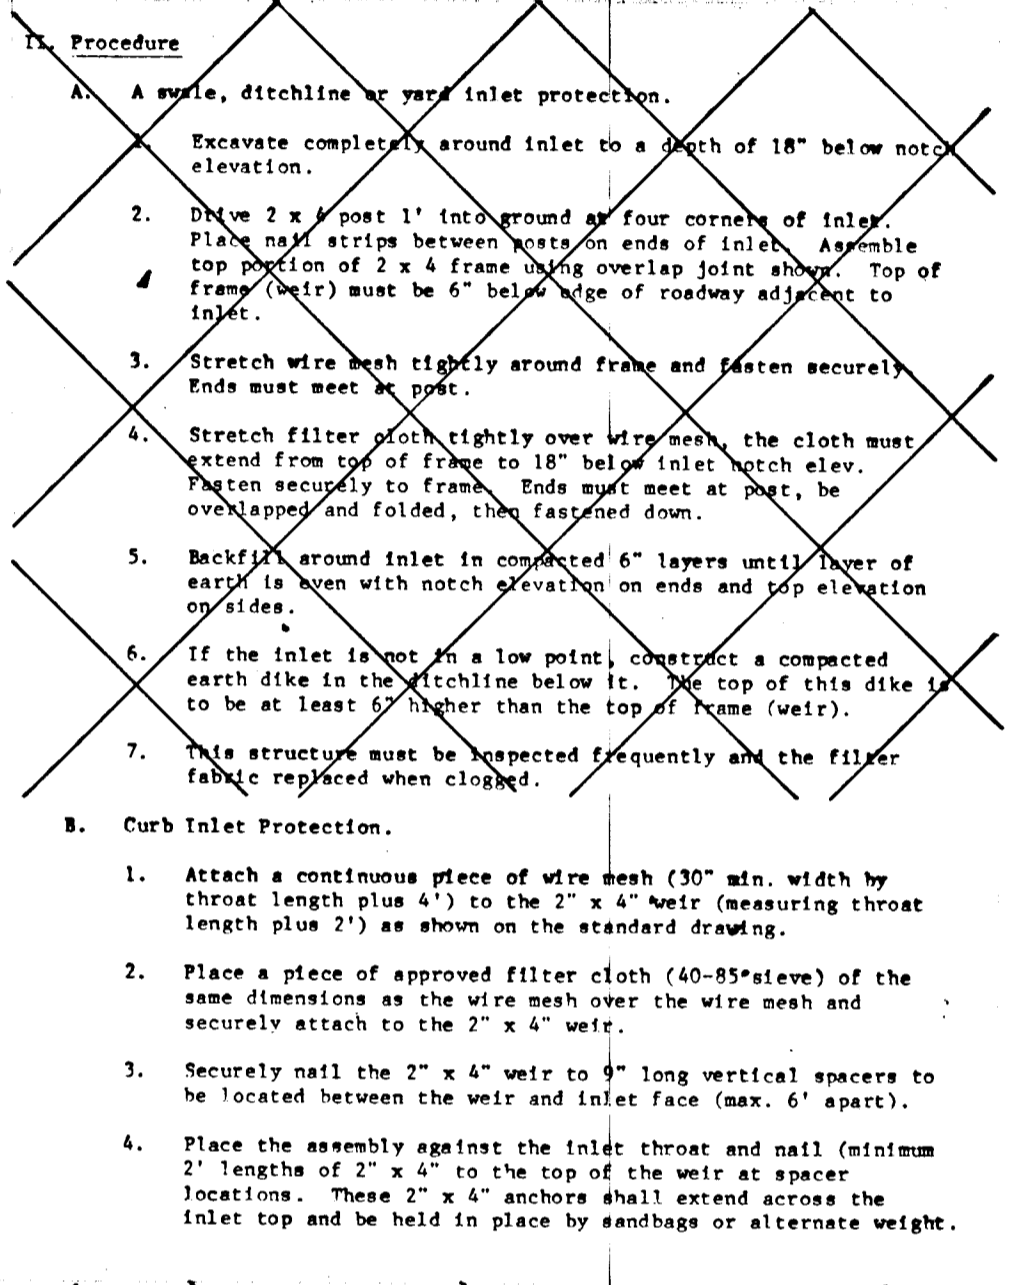 II. Procedure
A. A swale, ditchline or yard inlet protection.
1. Excavate completely around inlet to a depth of 18" below notch
elevation.
2. Drive 2 x 4 post 1' into ground at four corners of inlet.
Place nail strips between posts on ends of inlet. Assemble
top portion of 2 x 4 frame using overlap joint shown. Top of
frame (weir) must be 6" below edge of roadway adjacent to
inlet.
3. Stretch wire mesh tightly around frame and fasten securely.
Ends must meet at post.
4. Stretch filter cloth tightly over wire mesh, the cloth must
extend from top of frame to 18" below inlet notch elev.
Fasten securely to frame. Ends must meet at post, be
overlapped and folded, then fastened down.
5. Backfill around inlet in compacted 6" layers until layer of
earth is even with notch elevation on ends and top elevation
on sides.
6. If the inlet is not in a low point, construct a compacted
earth dike in the ditchline below it. The top of this dike is
to be at least 6" higher than the top of frame (weir).
7. This structure must be inspected frequently and the filter
fabric replaced when clogged.
B. Curb Inlet Protection.
1. Attach a continuous piece of wire mesh (30" min. width by
throat length plus 4') to the 2" x 4" weir (measuring throat
length plus 2') as shown on the standard drawing.
2. Place a piece of approved filter cloth (40-85 sieve) of the
same dimensions as the wire mesh over the wire mesh and
securely attach to the 2" x 4" weir.
3. Securely nail the 2" x 4" weir to 9" long vertical spacers to
be located between the weir and inlet face (max. 6' apart).
4. Place the assembly against the inlet throat and nail (minimum
2' lengths of 2" x 4" to the top of the weir at spacer
locations. These 2" x 4" anchors shall extend across the
inlet top and be held in place by sandbags or alternate weight.